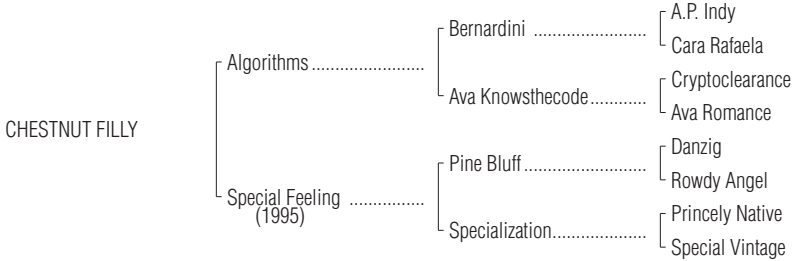 A.P. Indy
Bernardini ........................
Cara Rafaela
Algorithms ........................
Cryptoclearance
Ava Knowsthecode ............
Ava Romance
CHESTNUT FILLY
Danzig
Pine Bluff ..........................
Rowdy Angel
Special Feeling ................
(1995)
Princely Native
Specialization ....................
Special Vintage